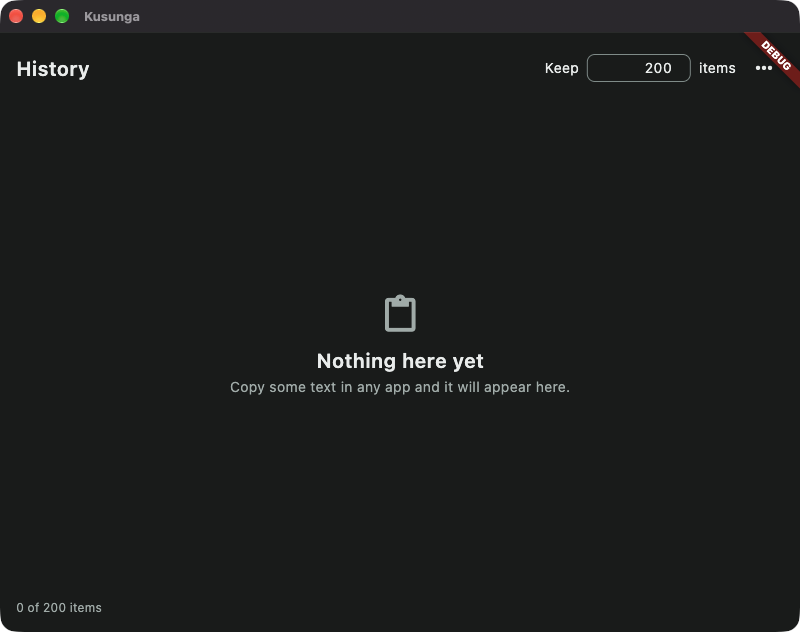 Kusunga
DEBUG
History
Keep 200 items
Nothing here yet
Copy some text in any app and it will appear here.
0 of 200 items